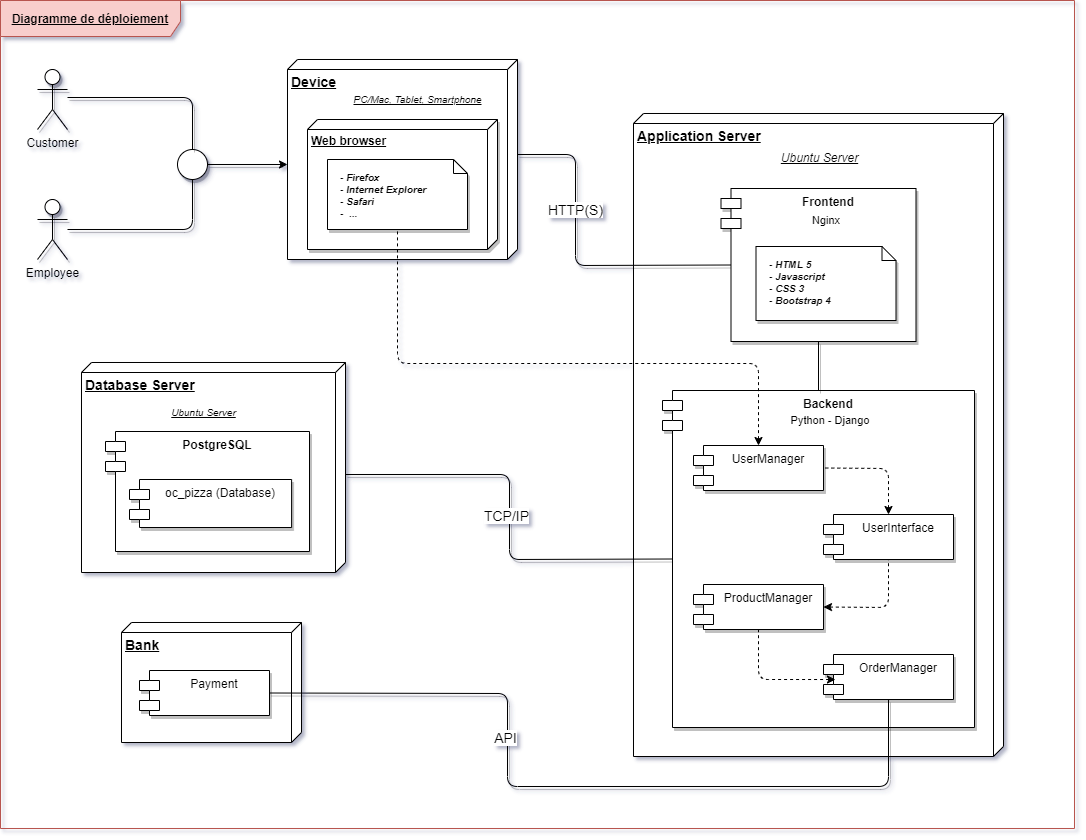 Diagramme de déploiement
Customer
Employee
Device
PC/Mac, Tablet, Smartphone
Web browser
- Firefox
- Internet Explorer
- Safari
- ...
HTTP(S)
Application Server
Ubuntu Server
Frontend
Nginx
- HTML 5
- Javascript
- CSS 3
- Bootstrap 4
Backend
Python - Django
UserManager
UserInterface
ProductManager
OrderManager
Database Server
Ubuntu Server
PostgreSQL
oc_pizza (Database)
TCP/IP
Bank
Payment
API